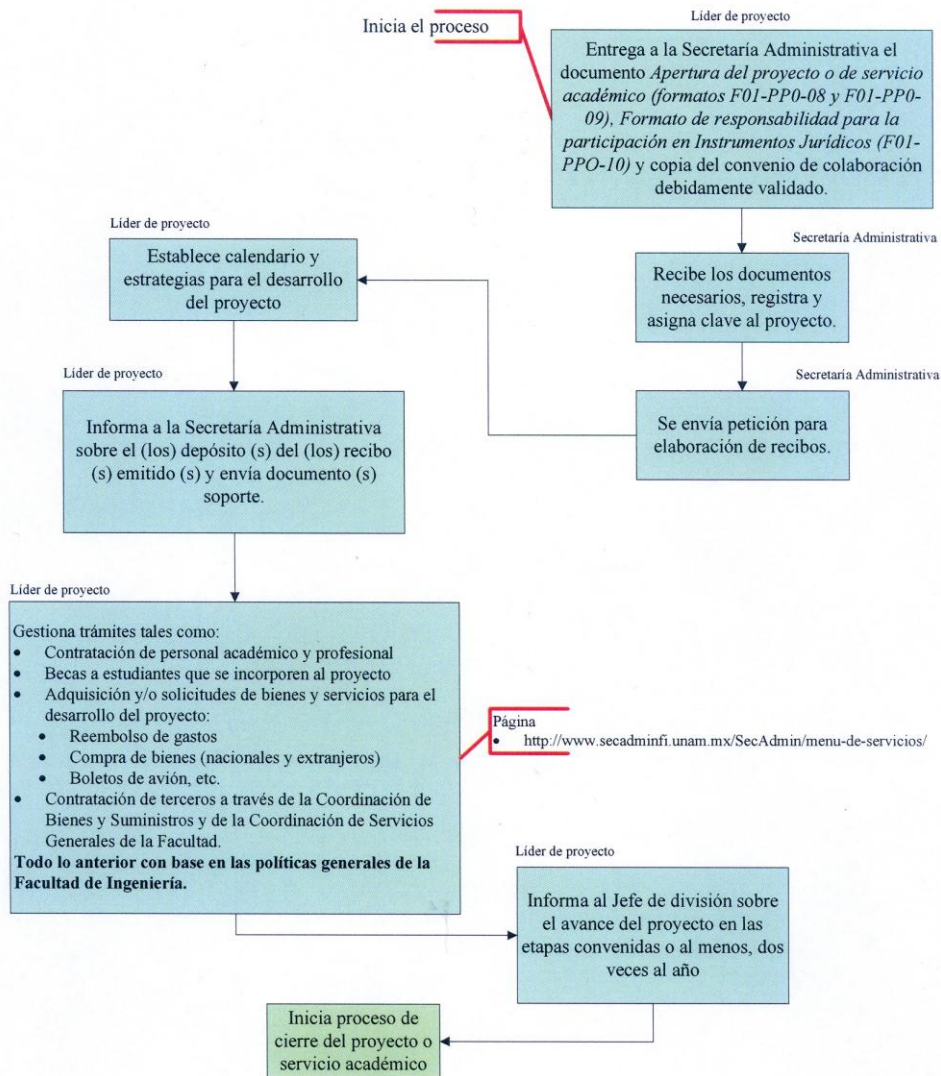 Inicia el proceso
Líder de proyecto
Entrega a la Secretaría Administrativa el
documento Apertura del proyecto o de servicio
académico (formatos F01-PP0-08 y F01-PP0-
09), Formato de responsabilidad para la
participación en Instrumentos Jurídicos (F01-
PPO-10) y copia del convenio de colaboración
debidamente validado.
Secretaría Administrativa
Recibe los documentos
necesarios, registra y
asigna clave al proyecto.
Secretaría Administrativa
Se envía petición para
elaboración de recibos.
Líder de proyecto
Establece calendario y
estrategias para el desarrollo
del proyecto
Líder de proyecto
Informa a la Secretaría Administrativa
sobre el (los) depósito (s) del (los) recibo
(s) emitido (s) y envía documento (s)
soporte.
Líder de proyecto
Gestiona trámites tales como:
• Contratación de personal académico y profesional
• Becas a estudiantes que se incorporen al proyecto
• Adquisición y/o solicitudes de bienes y servicios para el
desarrollo del proyecto:
• Reembolso de gastos
• Compra de bienes (nacionales y extranjeros)
• Boletos de avión, etc.
• Contratación de terceros a través de la Coordinación de
Bienes y Suministros y de la Coordinación de Servicios
Generales de la Facultad.
Todo lo anterior con base en las políticas generales de la
Facultad de Ingeniería.
Página
• http://www.secadminfi.unam.mx/SecAdmin/menu-de-servicios/
Líder de proyecto
Informa al Jefe de división sobre
el avance del proyecto en las
etapas convenidas o al menos, dos
veces al año
Inicia proceso de
cierre del proyecto o
servicio académico